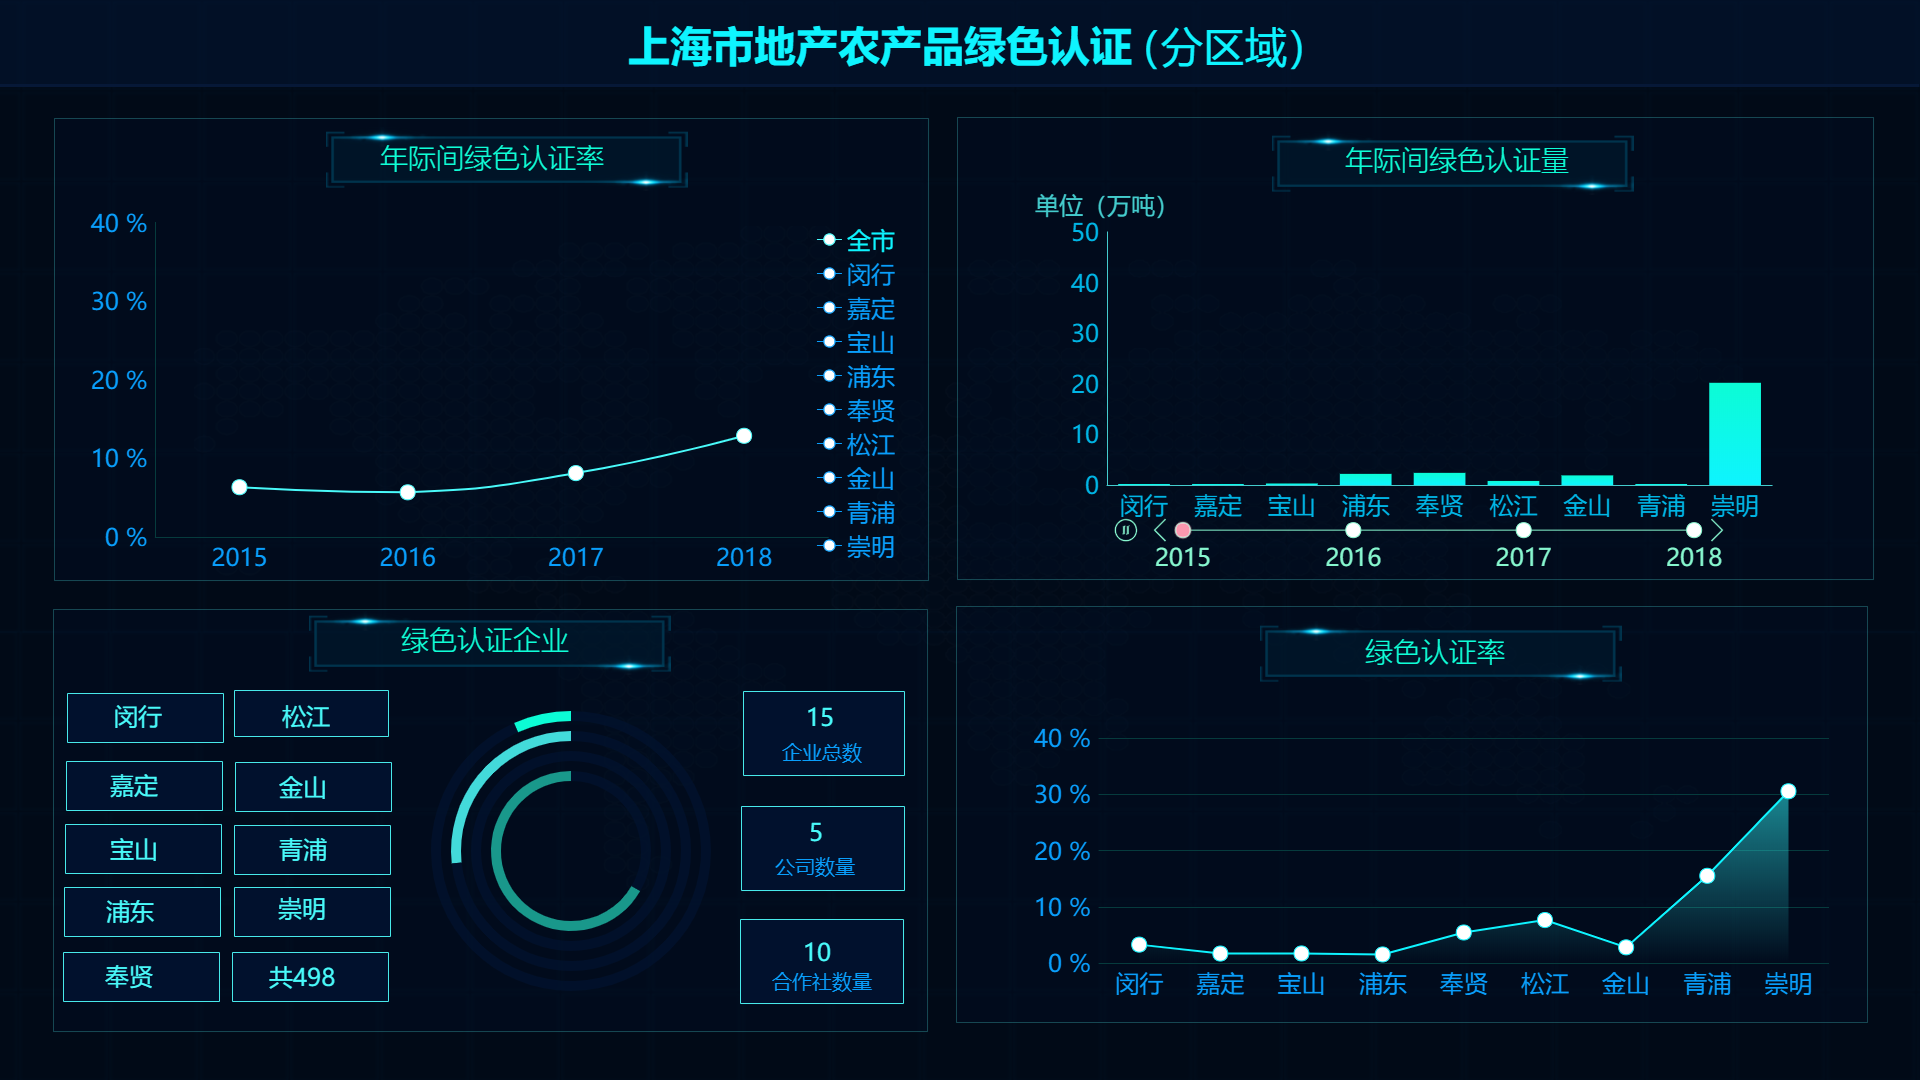 上海市地产农产品绿色认证 (分区域)
年际间绿色认证率
40 %
30 %
20 %
10 %
0 %
2015
2016
2017
2018
全市
闵行
嘉定
宝山
浦东
奉贤
松江
金山
青浦
崇明
年际间绿色认证量
单位（万吨）
50
40
30
20
10
0
闵行
嘉定
宝山
浦东
奉贤
松江
金山
青浦
崇明
2015
2016
2017
2018
绿色认证企业
闵行
松江
嘉定
金山
宝山
青浦
浦东
崇明
奉贤
共498
15
企业总数
5
公司数量
10
合作社数量
绿色认证率
40 %
30 %
20 %
10 %
0 %
闵行
嘉定
宝山
浦东
奉贤
松江
金山
青浦
崇明